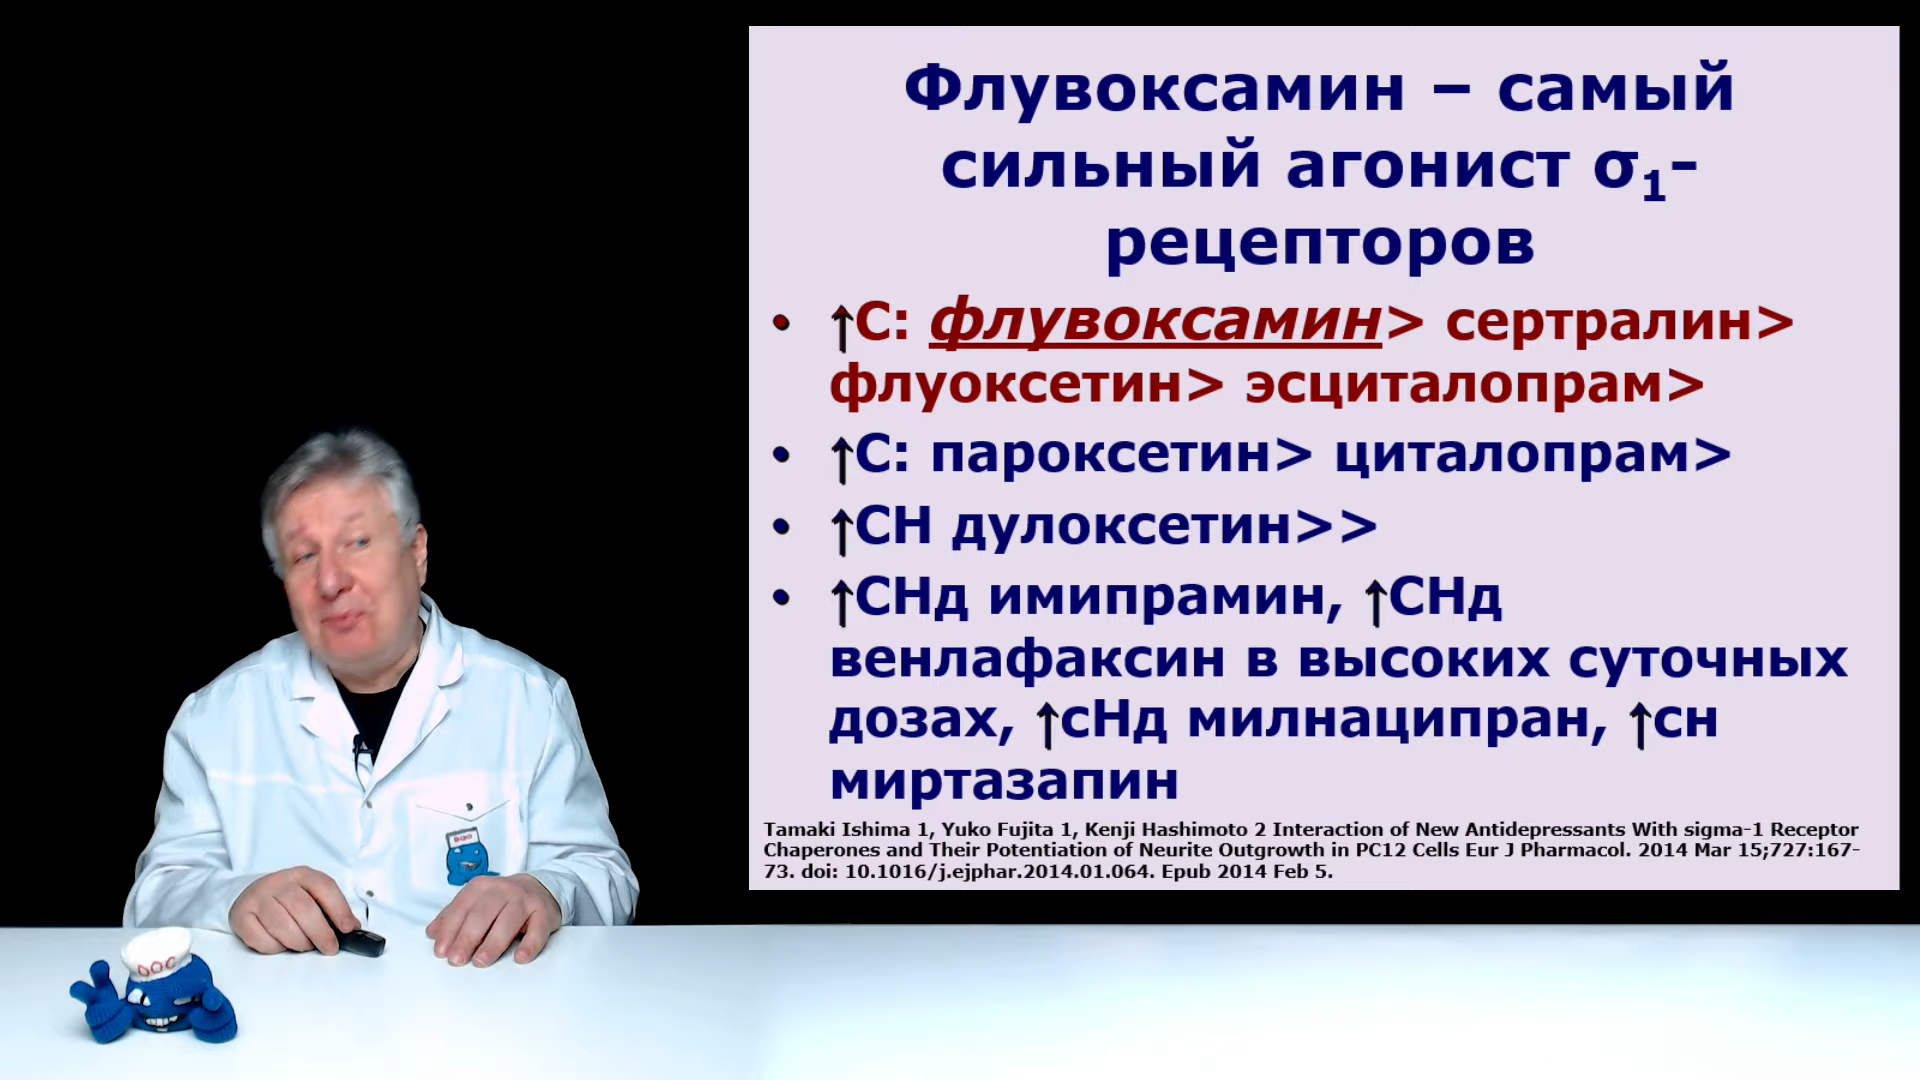 Флувоксамин – самый
сильный агонист σ₁-
рецепторов
• ↑С: флувоксамин> сертралин>
флуоксетин> эсциталопрам>
• ↑С: пароксетин> циталопрам>
• ↑СН дулоксетин>>
• ↑СНд имипрамин, ↑СНд
венлафаксин в высоких суточных
дозах, ↑сНд милнаципран, ↑сн
миртазапин
Tamaki Ishima 1, Yuko Fujita 1, Kenji Hashimoto 2 Interaction of New Antidepressants With sigma-1 Receptor
Chaperones and Their Potentiation of Neurite Outgrowth in PC12 Cells Eur J Pharmacol. 2014 Mar 15;727:167-
73. doi: 10.1016/j.ejphar.2014.01.064. Epub 2014 Feb 5.
DOC